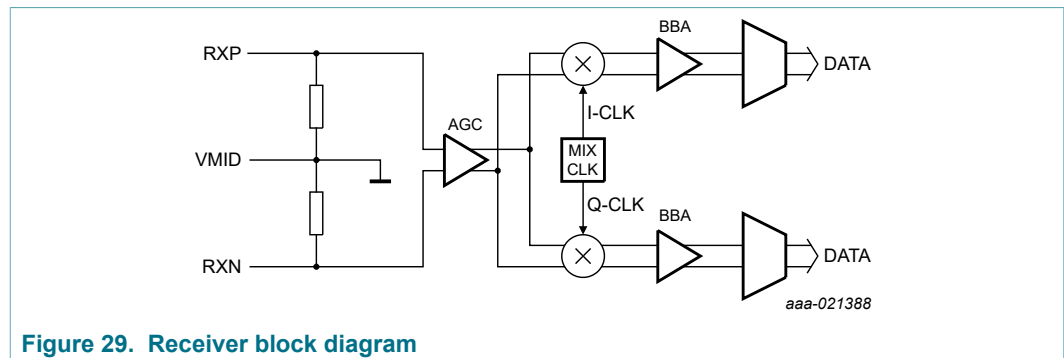 RXP
VMID
RXN
AGC
I-CLK
MIX
CLK
Q-CLK
BBA
DATA
BBA
DATA
aaa-021388
Figure 29. Receiver block diagram